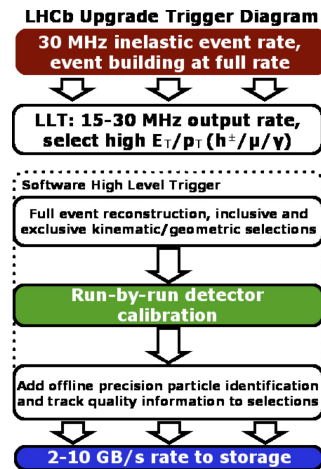 LHCb Upgrade Trigger Diagram
30 MHz inelastic event rate,
event building at full rate
LLT: 15-30 MHz output rate,
select high E_T/p_T (h±/μ/γ)
Software High Level Trigger
Full event reconstruction, inclusive and
exclusive kinematic/geometric selections
Run-by-run detector
calibration
Add offline precision particle identification
and track quality information to selections
2-10 GB/s rate to storage